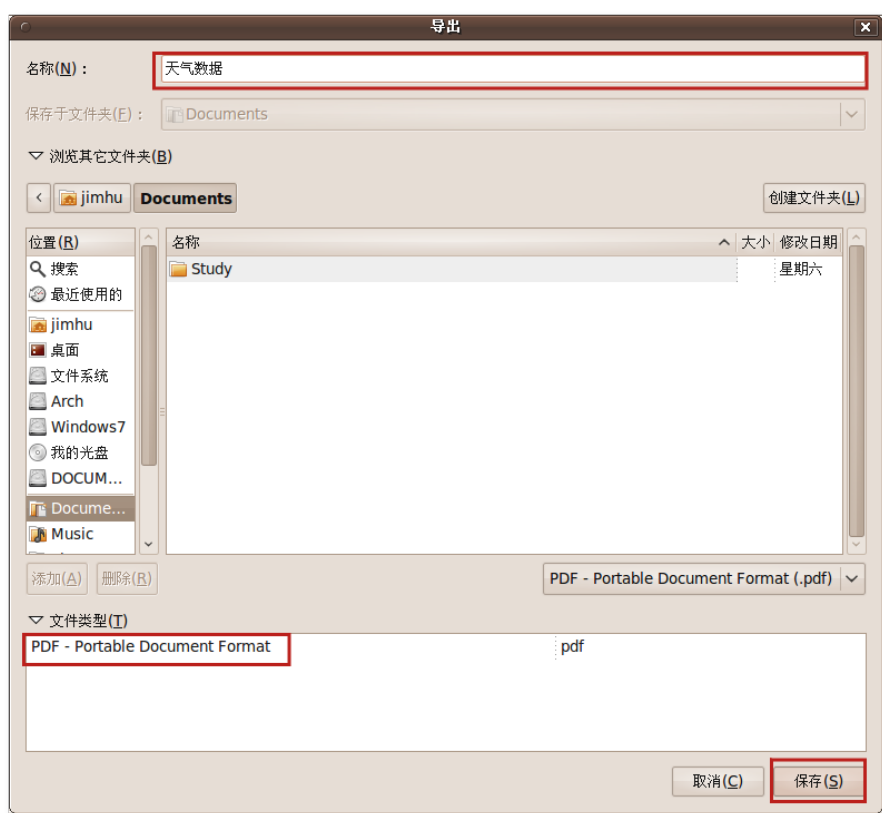 导出
名称(N)：
天气数据
保存于文件夹(F)：
Documents
浏览其它文件夹(B)
jimhu
Documents
创建文件夹(L)
位置(R)
名称
大小
修改日期
搜索
Study
星期六
最近使用的
jimhu
桌面
文件系统
Arch
Windows7
我的光盘
DOCUM...
Docume...
Music
添加(A)
删除(R)
PDF - Portable Document Format (.pdf)
文件类型(T)
PDF - Portable Document Format
pdf
取消(C)
保存(S)